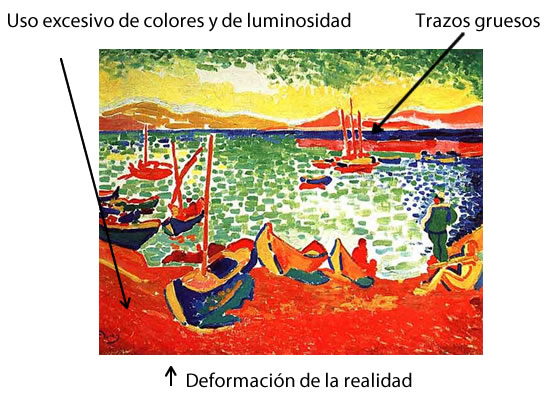 Uso excesivo de colores y de luminosidad
Trazos gruesos
Deformación de la realidad